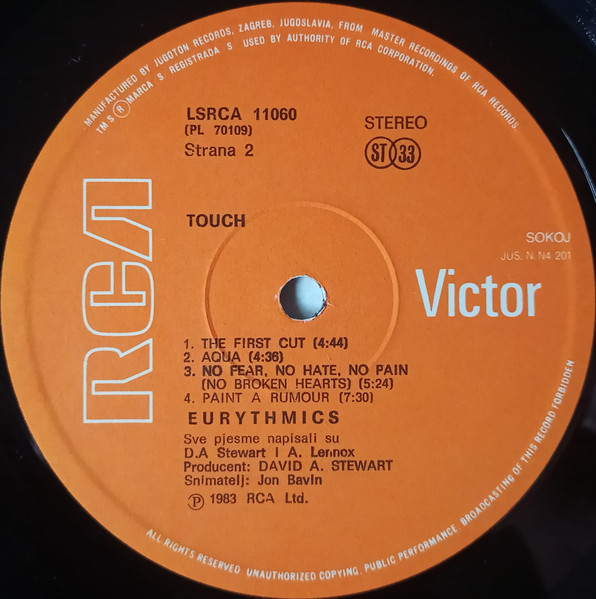 MANUFACTURED BY JUGOTON RECORDS, ZAGREB, JUGOSLAVIA, FROM MASTER RECORDINGS OF RCA RECORDS.
TM S ® MARCA S REGISTRADA S USED BY AUTHORITY OF RCA CORPORATION.
LSRCA 11060
(PL 70109)
Strana 2
STEREO
ST 33
RCA
TOUCH
SOKOJ
JUS. N. N4 201
Victor
1. THE FIRST CUT (4:44)
2. AQUA (4:36)
3. NO FEAR, NO HATE, NO PAIN
(NO BROKEN HEARTS) (5:24)
4. PAINT A RUMOUR (7:30)
EURYTHMICS
Sve pjesme napisali su
D.A Stewart i A. Lennox
Producent: DAVID A. STEWART
Snimatelj: Jon Bavin
℗ 1983 RCA Ltd.
ALL RIGHTS RESERVED UNAUTHORIZED COPYING, PUBLIC PERFORMANCE, BROADCASTING OF THIS RECORD FORBIDDEN